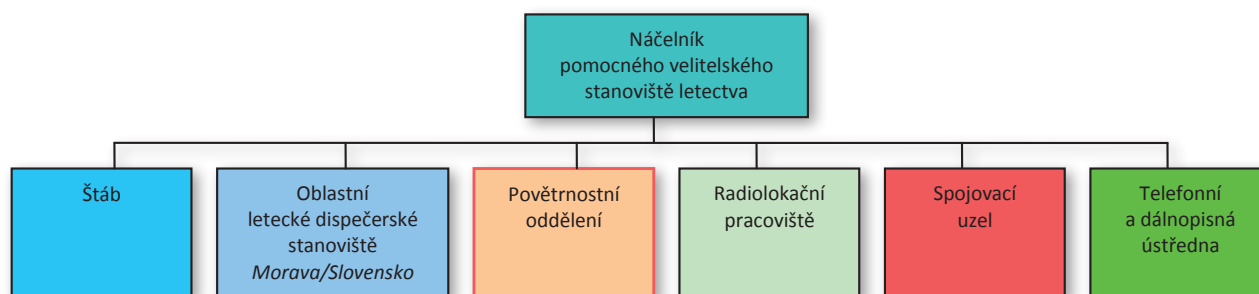 Náčelník
pomocného velitelského
stanoviště letectva
Štáb
Oblastní
letecké dispečerské
stanoviště
Morava/Slovensko
Povětrnostní
oddělení
Radiolokační
pracoviště
Spojovací
uzel
Telefonní
a dálnopisná
ústředna